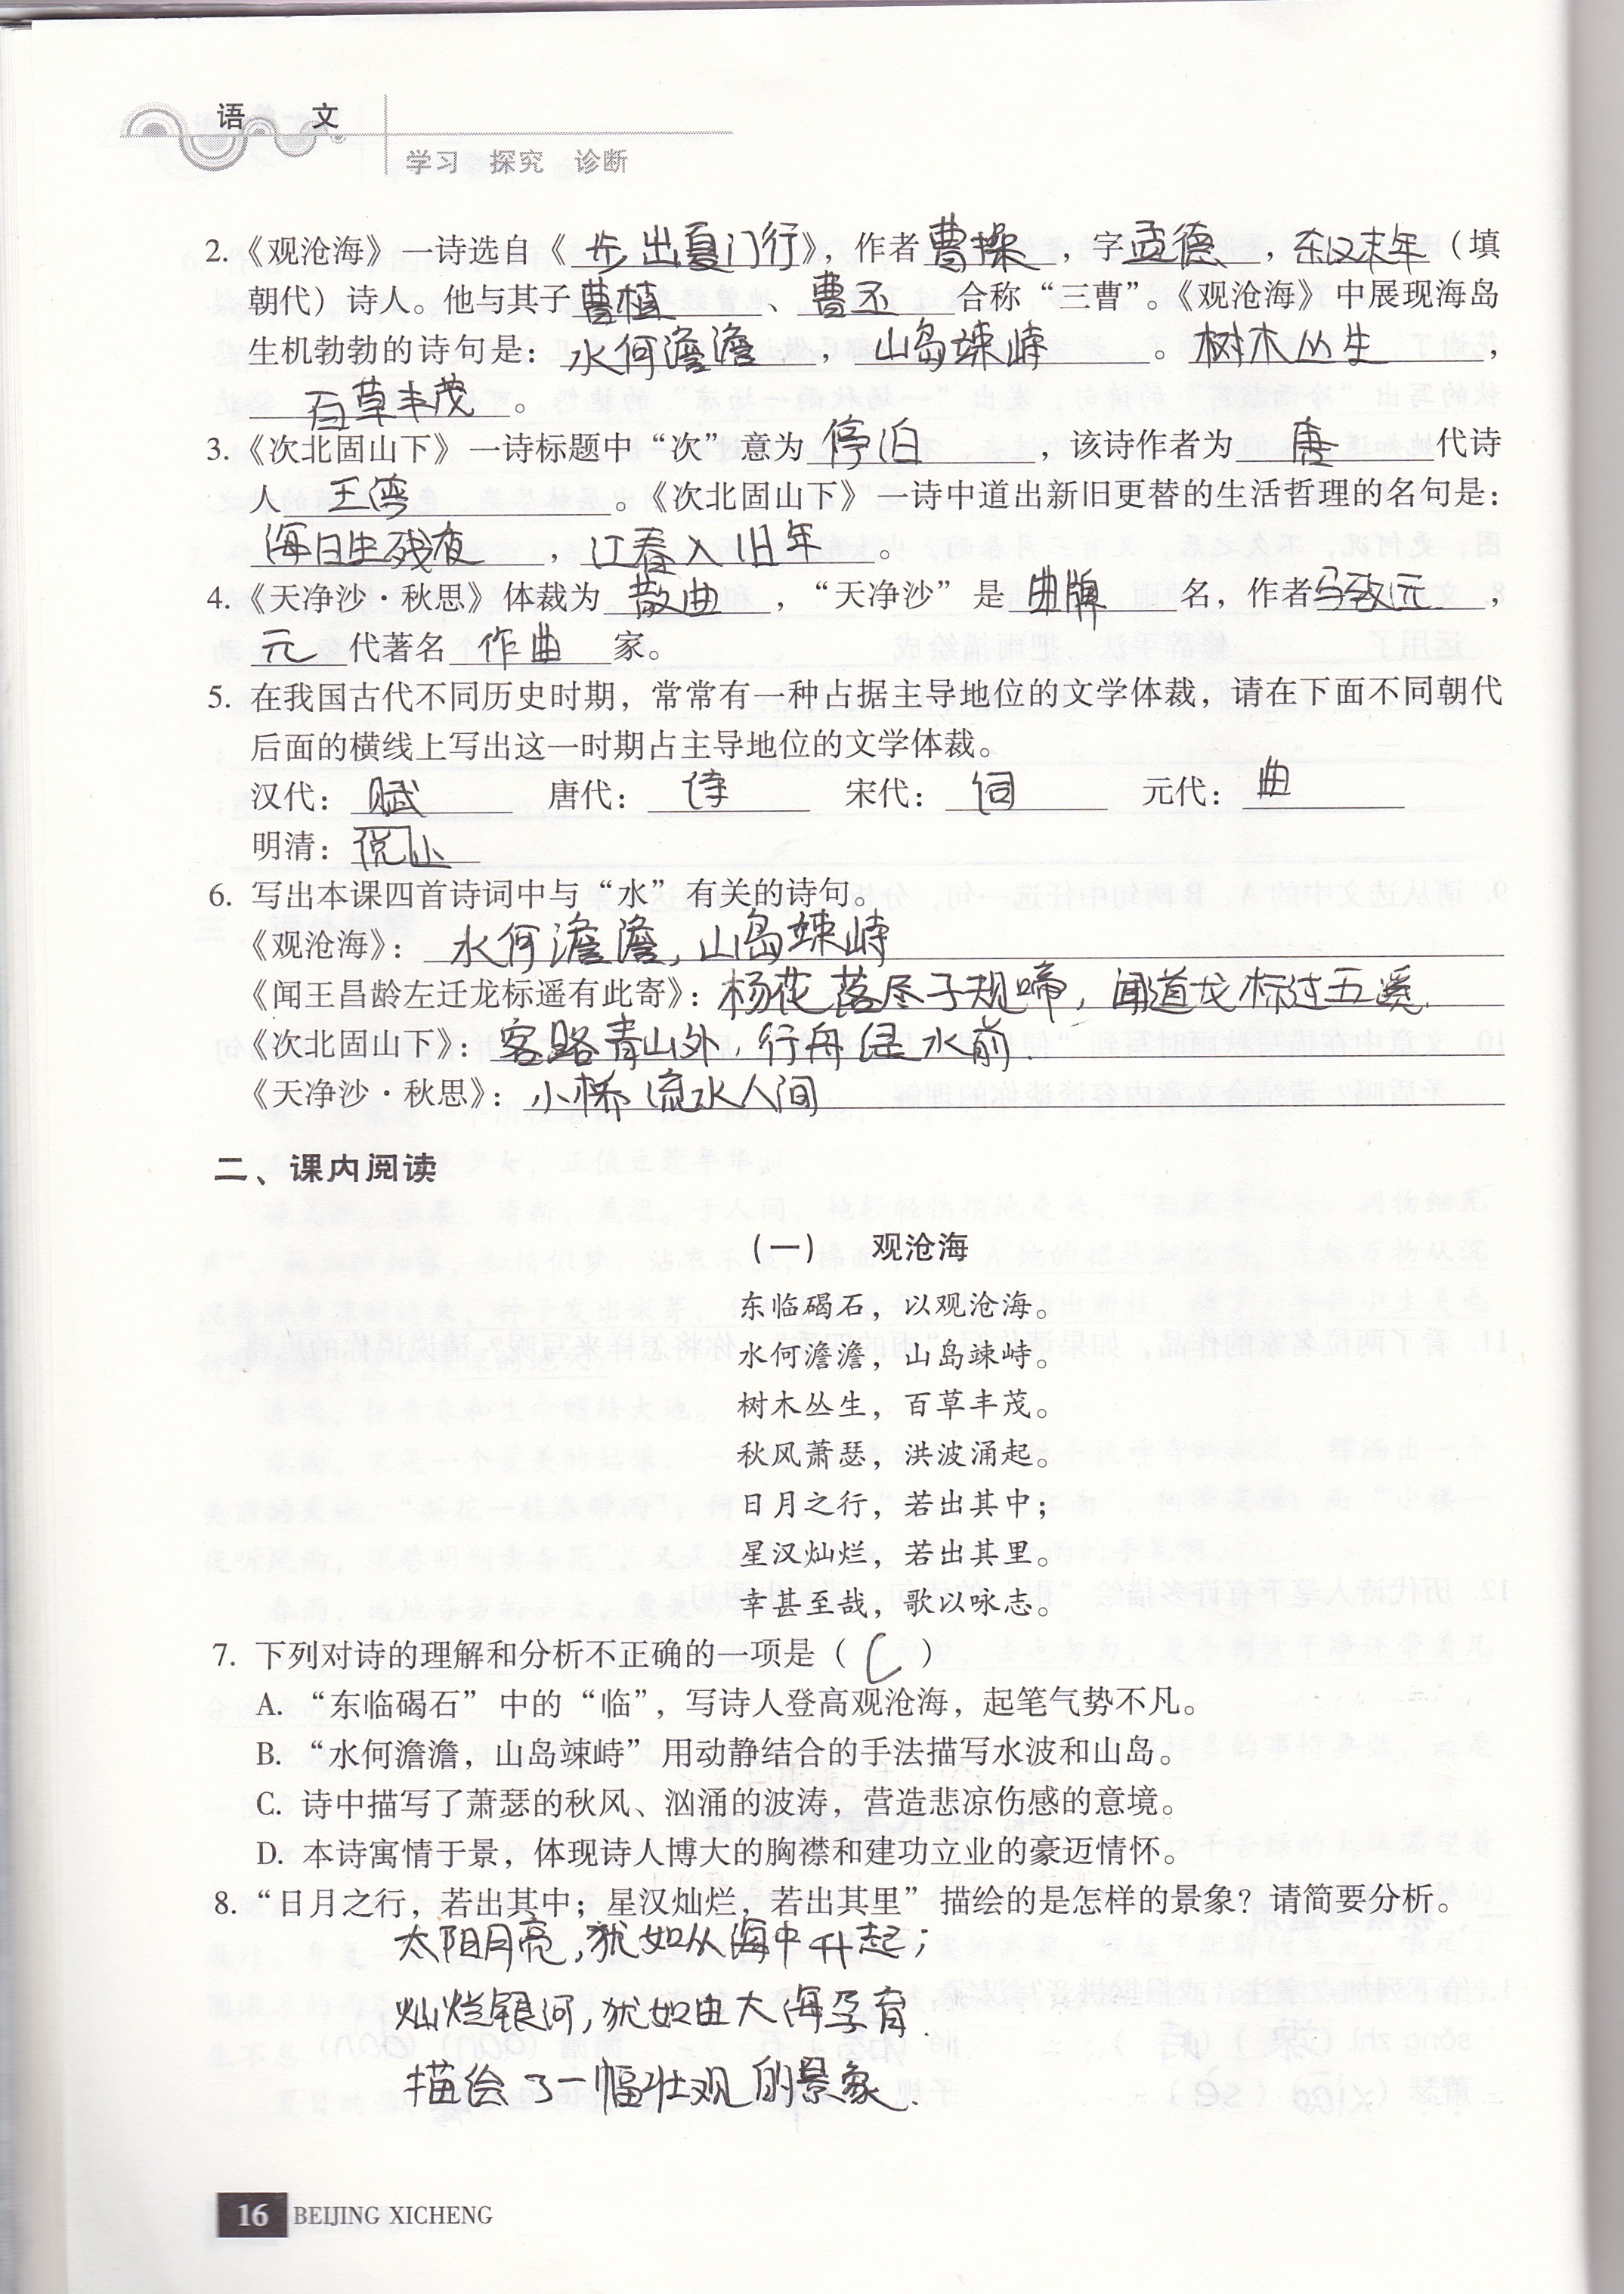 语 文
学习 探究 诊断
2.《观沧海》一诗选自《步出夏门行》，作者曹操，字孟德，东汉末年（填
朝代）诗人。他与其子曹植、曹丕合称“三曹”。《观沧海》中展现海岛
生机勃勃的诗句是：水何澹澹，山岛竦峙。树木丛生，
百草丰茂。
3.《次北固山下》一诗标题中“次”意为停泊，该诗作者为唐代诗
人王湾。《次北固山下》一诗中道出新旧更替的生活哲理的名句是：
海日生残夜，江春入旧年。
4.《天净沙·秋思》体裁为散曲，“天净沙”是曲牌名，作者马致远，
元代著名作曲家。
5. 在我国古代不同历史时期，常常有一种占据主导地位的文学体裁，请在下面不同朝代
后面的横线上写出这一时期占主导地位的文学体裁。
汉代：赋 唐代：诗 宋代：词 元代：曲
明清：
6. 写出本课四首诗词中与“水”有关的诗句。
《观沧海》：水何澹澹，山岛竦峙
《闻王昌龄左迁龙标遥有此寄》：杨花落尽子规啼，闻道龙标过五溪.
《次北固山下》：客路青山外，行舟绿水前.
《天净沙·秋思》：小桥流水人间
二、课内阅读
（一） 观沧海
东临碣石，以观沧海。
水何澹澹，山岛竦峙。
树木丛生，百草丰茂。
秋风萧瑟，洪波涌起。
日月之行，若出其中；
星汉灿烂，若出其里。
幸甚至哉，歌以咏志。
7. 下列对诗的理解和分析不正确的一项是（C）
A. “东临碣石”中的“临”，写诗人登高观沧海，起笔气势不凡。
B. “水何澹澹，山岛竦峙”用动静结合的手法描写水波和山岛。
C. 诗中描写了萧瑟的秋风、汹涌的波涛，营造悲凉伤感的意境。
D. 本诗寓情于景，体现诗人博大的胸襟和建功立业的豪迈情怀。
8. “日月之行，若出其中；星汉灿烂，若出其里”描绘的是怎样的景象？请简要分析。
太阳月亮，犹如从海中升起；
灿烂银河，犹如由大海孕育.
描绘了一幅壮观的景象.
16 BEIJING XICHENG